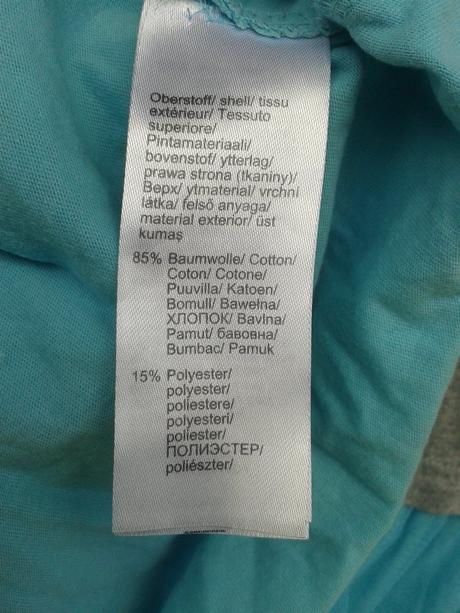 Oberstoff/ shell/ tissu
extérieur/ Tessuto
superiore/
Pintamateriaali/
bovenstof/ ytterlag/
prawa strona (tkaniny)/
Верх/ ytmaterial/ vrchní
látka/ felső anyaga/
material exterior/ üst
kumaş
85% Baumwolle/ Cotton/
Coton/ Cotone/
Puuvilla/ Katoen/
Bomull/ Bawełna/
ХЛОПОК/ Bavlna/
Pamut/ бавовна/
Bumbac/ Pamuk
15% Polyester/
polyester/
poliestere/
polyesteri/
poliester/
ПОЛИЭСТЕР/
poliészter/